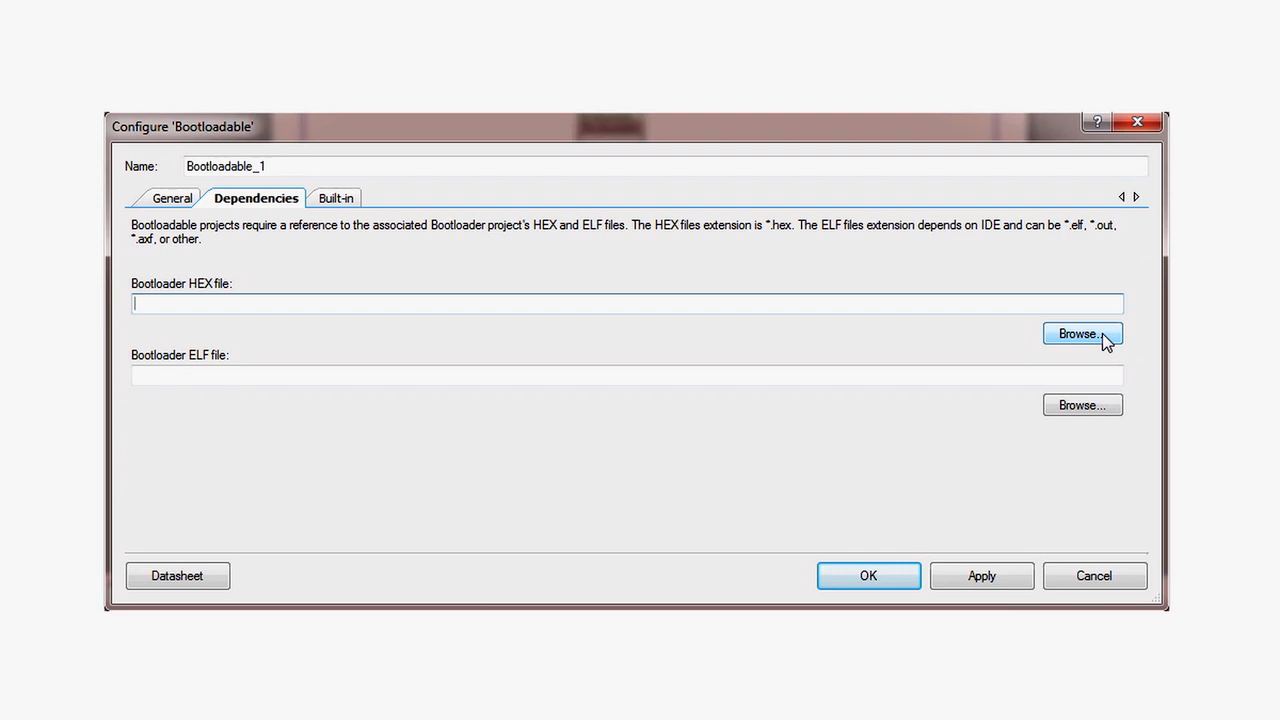 Configure 'Bootloadable'
?
Name: Bootloadable_1
General Dependencies Built-in
Bootloadable projects require a reference to the associated Bootloader project's HEX and ELF files. The HEX files extension is *.hex. The ELF files extension depends on IDE and can be *.elf, *.out,
*.axf, or other.
Bootloader HEX file:
Browse...
Bootloader ELF file:
Browse...
Datasheet OK Apply Cancel